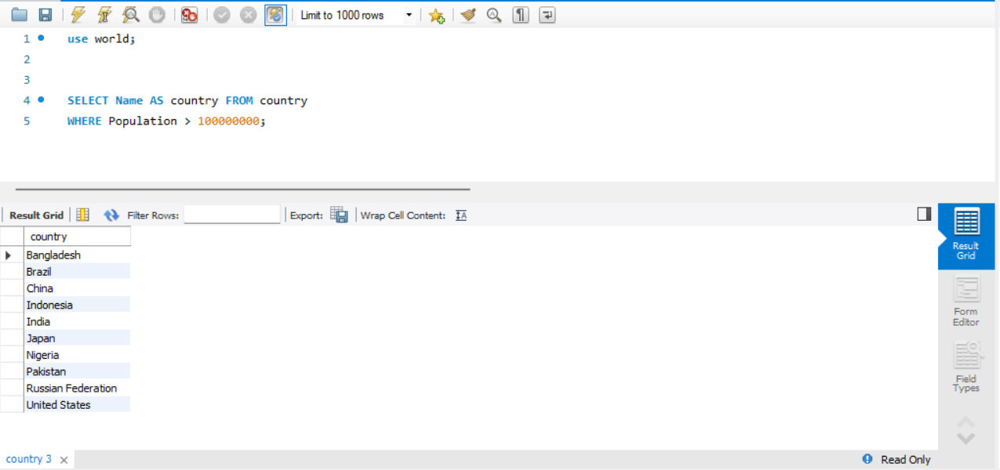 Limit to 1000 rows
1 use world;
2
3
4 SELECT Name AS country FROM country
5 WHERE Population > 100000000;
Result Grid Filter Rows: Export: Wrap Cell Content: IA
country
Bangladesh
Brazil
China
Indonesia
India
Japan
Nigeria
Pakistan
Russian Federation
United States
Result
Grid
Form
Editor
Field
Types
country 3
Read Only